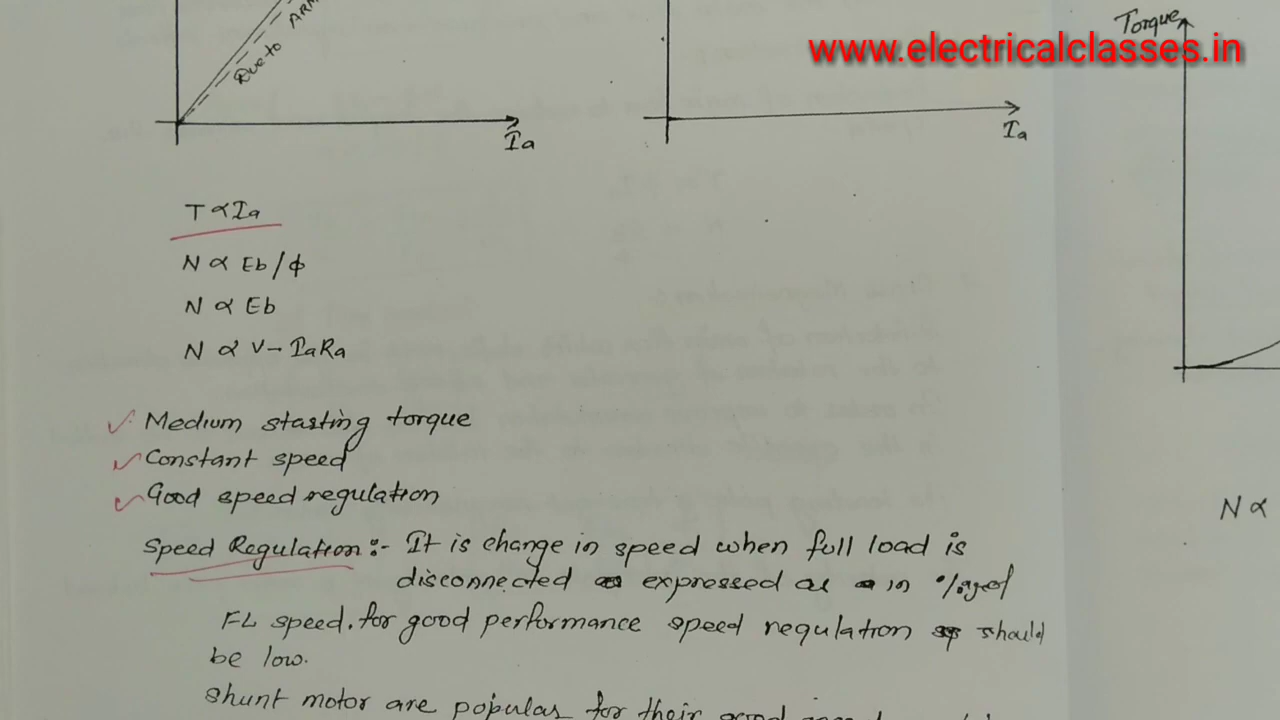 www.electricalclasses.in
Torque
Due to ARM
Ia
Ia
T ∝ Ia
N ∝ Eb/ϕ
N ∝ Eb
N ∝ V - IaRa
Medium starting torque
Constant speed
Good speed regulation
N ∝
Speed Regulation :- It is change in speed when full load is
disconnected expressed as in %age of
FL speed. for good performance speed regulation should
be low.
Shunt motor are popular for their good